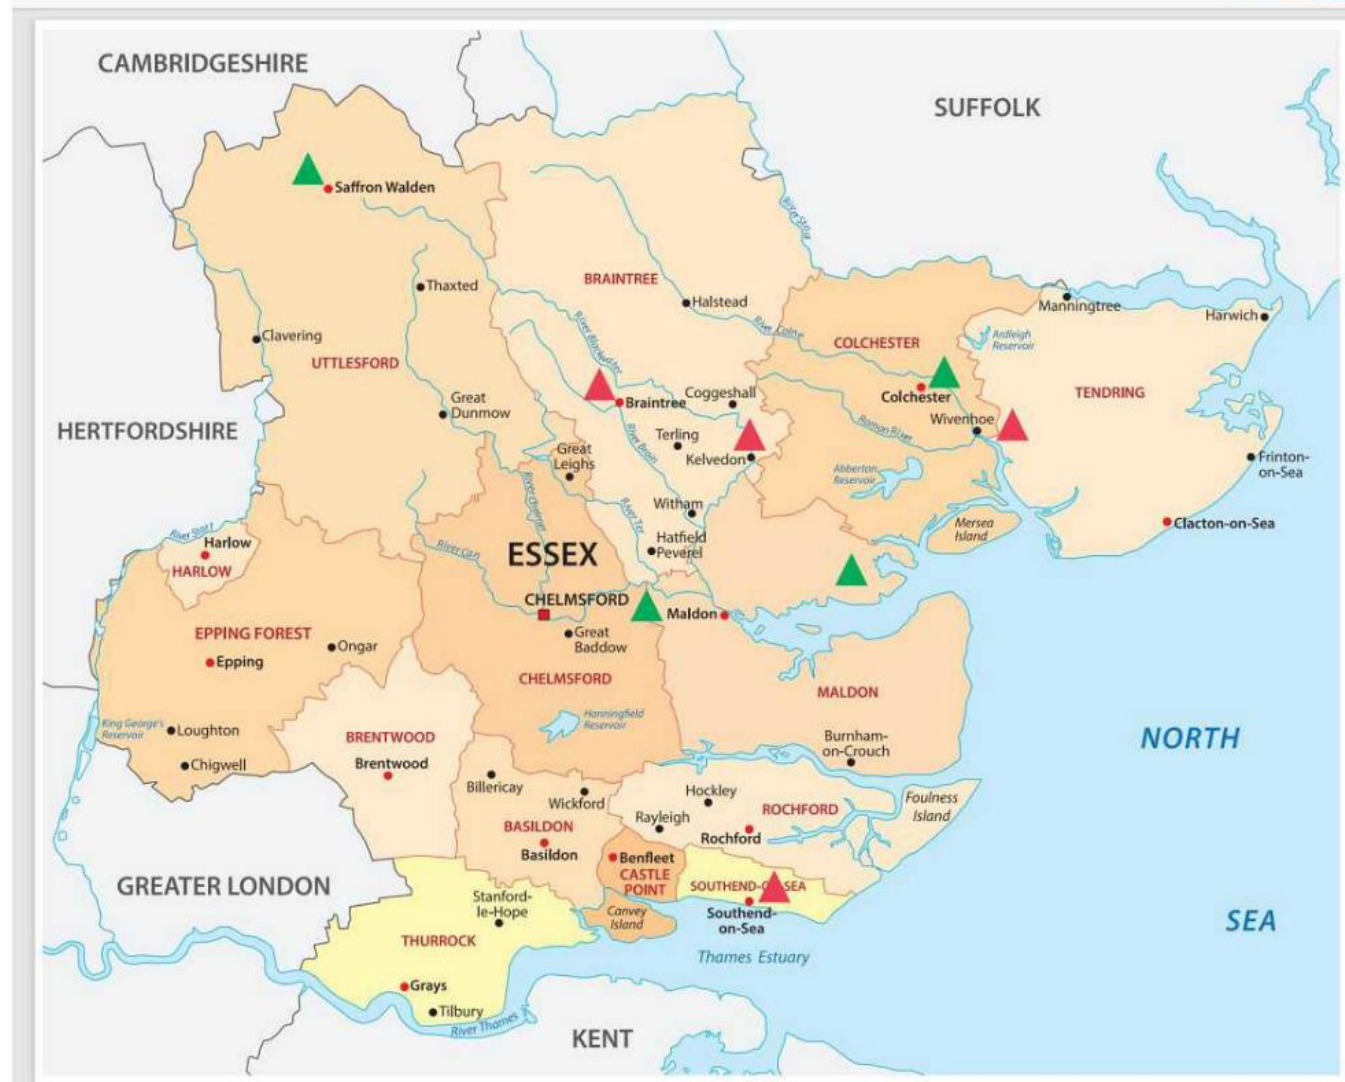 CAMBRIDGESHIRE
SUFFOLK
Saffron Walden
River Stour
BRAINTREE
Thaxted
Halstead
Manningtree
Harwich
River Colne
River Blackwater
Clavering
Ardleigh
Reservoir
COLCHESTER
UTTLESFORD
Colchester
TENDRING
Braintree
Coggeshall
Great
Dunmow
HERTFORDSHIRE
Wivenhoe
Roman River
Terling
Kelvedon
River Brain
Great
Leighs
Abberton
Reservoir
Frinton-
on-Sea
River Chelmer
River Ter
Witham
Mersea
Island
Clacton-on-Sea
River Stort
Harlow
HARLOW
River Can
ESSEX
Hatfield
Peverel
CHELMSFORD
Maldon
EPPING FOREST
Ongar
Epping
Great
Baddow
CHELMSFORD
MALDON
King George's
Reservoir
Loughton
Chigwell
Hanningfield
Reservoir
BRENTWOOD
Brentwood
Burnham-
on-Crouch
NORTH
Billericay
Wickford
Hockley
Rayleigh
ROCHFORD
Rochford
Foulness
Island
BASILDON
Basildon
Benfleet
CASTLE
POINT
GREATER LONDON
SOUTHEND-O SEA
Stanford-
le-Hope
Canvey
Island
Southend-
on-Sea
SEA
THURROCK
Thames Estuary
Grays
Tilbury
River Thames
KENT